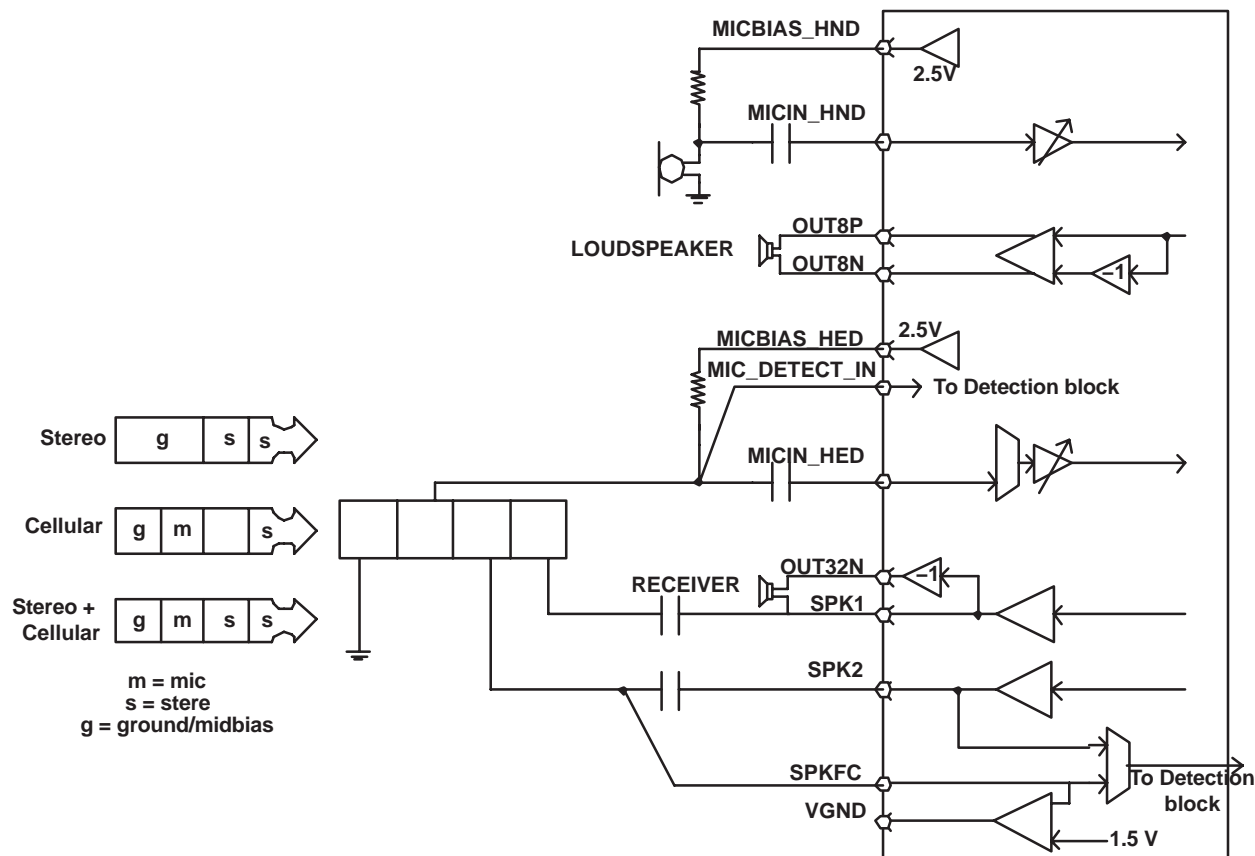 MICBIAS_HND
2.5V
MICIN_HND
OUT8P
LOUDSPEAKER
OUT8N
–1
MICBIAS_HED
2.5V
MIC_DETECT_IN
To Detection block
Stereo
g s s
MICIN_HED
Cellular
g m s
OUT32N
–1
RECEIVER
SPK1
Stereo +
Cellular
g m s s
m = mic
s = stere
g = ground/midbias
SPK2
SPKFC
To Detection
block
VGND
1.5 V